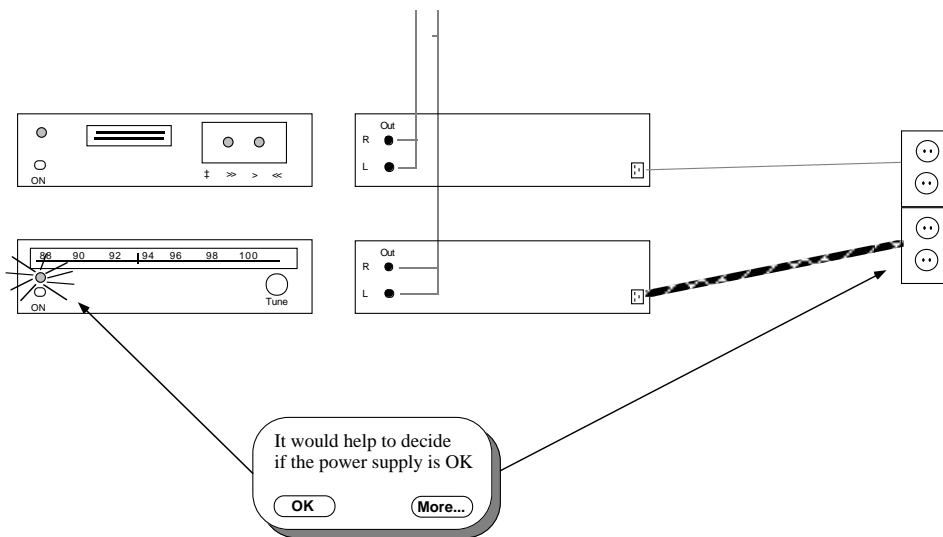 Out
R
L
ON
‡ >> > <<
88 90 92 94 96 98 100
Out
R
L
ON
Tune
It would help to decide
if the power supply is OK
OK More...